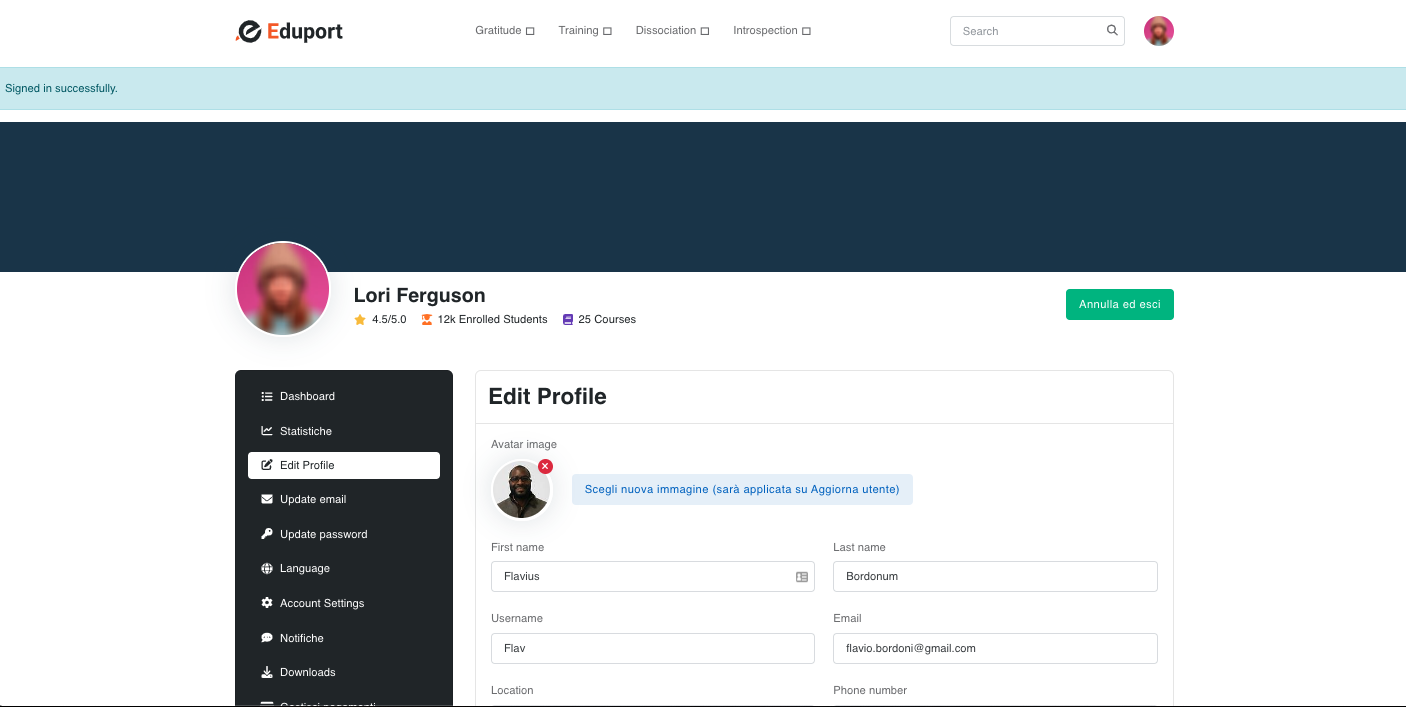 Eduport
Gratitude
Training
Dissociation
Introspection
Search
Signed in successfully.
Lori Ferguson
4.5/5.0 12k Enrolled Students 25 Courses
Annulla ed esci
Dashboard
Statistiche
Edit Profile
Update email
Update password
Language
Account Settings
Notifiche
Downloads
Gestisci pagamenti
Edit Profile
Avatar image
Scegli nuova immagine (sarà applicata su Aggiorna utente)
First name
Flavius
Last name
Bordonum
Username
Flav
Email
flavio.bordoni@gmail.com
Location
Phone number